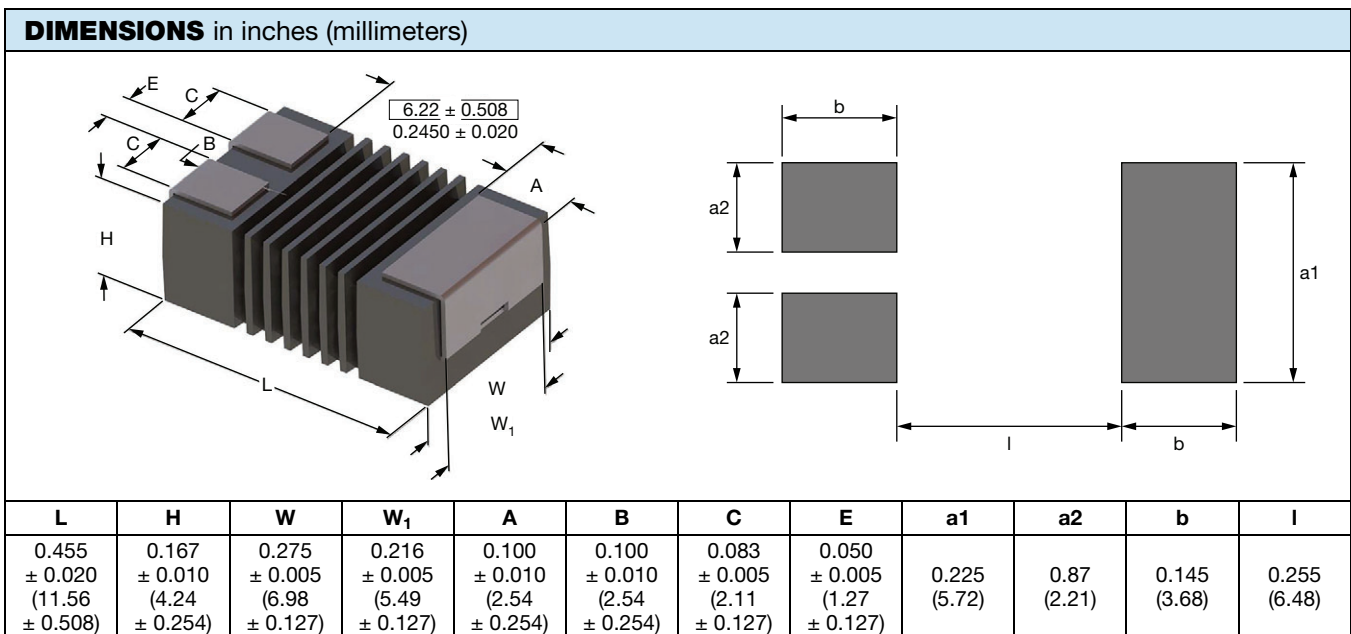 DIMENSIONS in inches (millimeters)
E
C
6.22 ± 0.508
0.2450 ± 0.020
C
B
A
H
L
W
W1
b
a2
a2
a1
l
b
L H W W1 A B C E a1 a2 b l
0.455 0.167 0.275 0.216 0.100 0.100 0.083 0.050
± 0.020 ± 0.010 ± 0.005 ± 0.005 ± 0.010 ± 0.010 ± 0.005 ± 0.005 0.225 0.87 0.145 0.255
(11.56 (4.24 (6.98 (5.49 (2.54 (2.54 (2.11 (1.27 (5.72) (2.21) (3.68) (6.48)
± 0.508) ± 0.254) ± 0.127) ± 0.127) ± 0.254) ± 0.254) ± 0.127) ± 0.127)